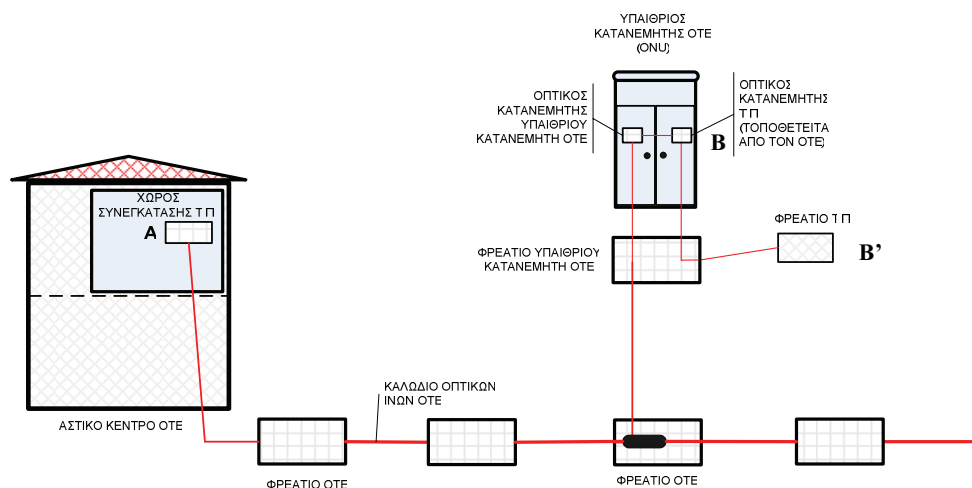 ΥΠΑΙΘΡΙΟΣ
ΚΑΤΑΝΕΜΗΤΗΣ ΟΤΕ
(ONU)
ΟΠΤΙΚΟΣ
ΚΑΤΑΝΕΜΗΤΗΣ
ΥΠΑΙΘΡΙΟΥ
ΚΑΤΑΝΕΜΗΤΗ ΟΤΕ
ΟΠΤΙΚΟΣ
ΚΑΤΑΝΕΜΗΤΗΣ
Τ Π
(ΤΟΠΟΘΕΤΕΙΤΑ
ΑΠΟ ΤΟΝ ΟΤΕ)
B
ΧΩΡΟΣ
ΣΥΝΕΓΚΑΤΑΣΗΣ Τ Π
A
ΦΡΕΑΤΙΟ Τ Π
B’
ΦΡΕΑΤΙΟ ΥΠΑΙΘΡΙΟΥ
ΚΑΤΑΝΕΜΗΤΗ ΟΤΕ
ΚΑΛΩΔΙΟ ΟΠΤΙΚΩΝ
ΙΝΩΝ ΟΤΕ
ΑΣΤΙΚΟ ΚΕΝΤΡΟ ΟΤΕ
ΦΡΕΑΤΙΟ ΟΤΕ
ΦΡΕΑΤΙΟ ΟΤΕ